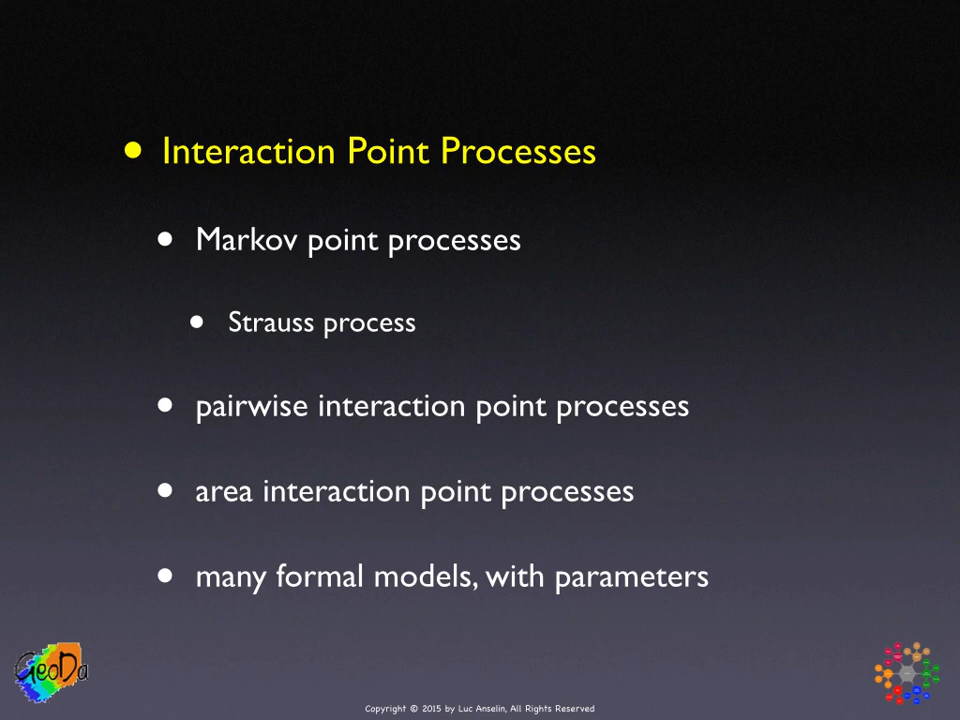 • Interaction Point Processes
• Markov point processes
• Strauss process
• pairwise interaction point processes
• area interaction point processes
• many formal models, with parameters
GeoDa
Copyright © 2015 by Luc Anselin, All Rights Reserved